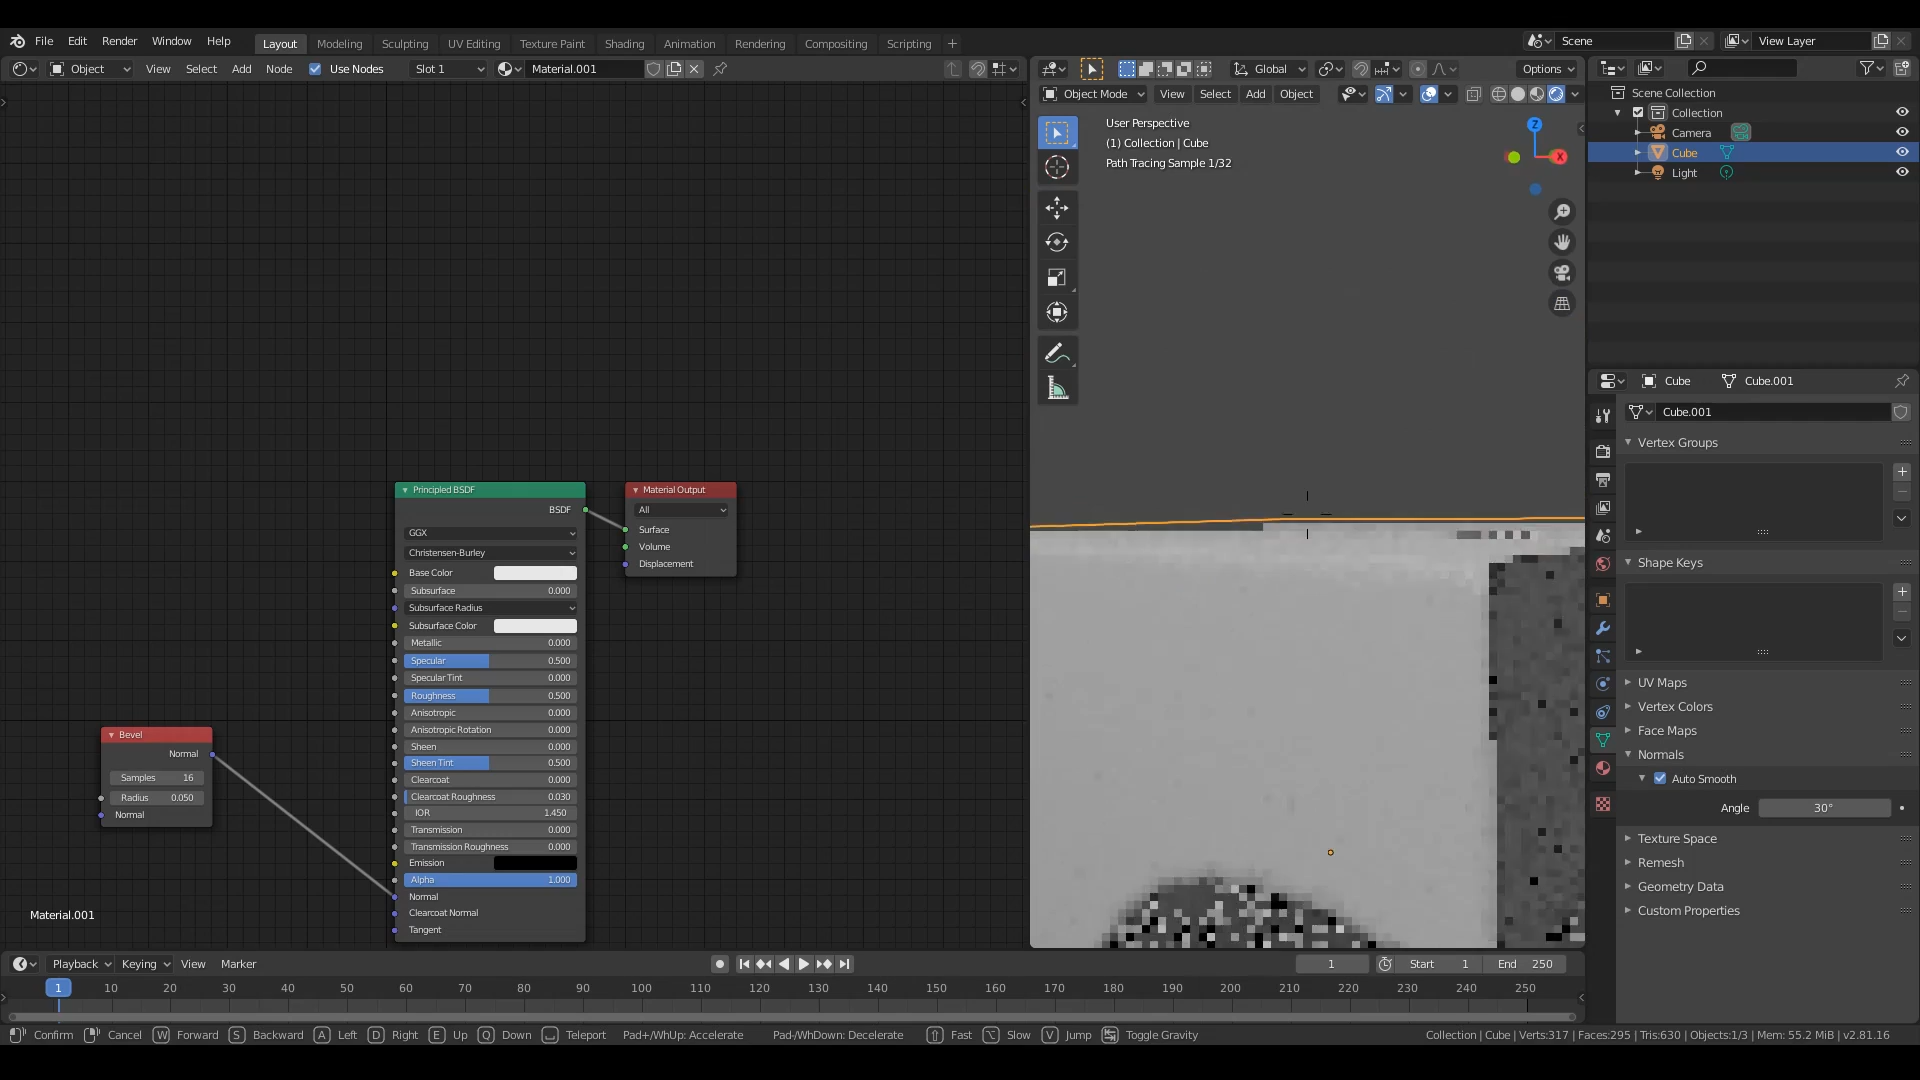 File Edit Render Window Help Layout Modeling Sculpting UV Editing Texture Paint Shading Animation Rendering Compositing Scripting + Scene View Layer
Object View Select Add Node Use Nodes Slot 1 Material.001 Global Options
Object Mode View Select Add Object
User Perspective
(1) Collection | Cube
Path Tracing Sample 1/32
Z
X
Scene Collection
Collection
Camera
Cube
Light
Cube Cube.001
Cube.001
Vertex Groups
Shape Keys
UV Maps
Vertex Colors
Face Maps
Normals
Auto Smooth
Angle 30°
Texture Space
Remesh
Geometry Data
Custom Properties
Principled BSDF
BSDF
GGX
Christensen-Burley
Base Color
Subsurface 0.000
Subsurface Radius
Subsurface Color
Metallic 0.000
Specular 0.500
Specular Tint 0.000
Roughness 0.500
Anisotropic 0.000
Anisotropic Rotation 0.000
Sheen 0.000
Sheen Tint 0.500
Clearcoat 0.000
Clearcoat Roughness 0.030
IOR 1.450
Transmission 0.000
Transmission Roughness 0.000
Emission
Alpha 1.000
Normal
Clearcoat Normal
Tangent
Material Output
All
Surface
Volume
Displacement
Bevel
Normal
Samples 16
Radius 0.050
Normal
Material.001
Playback Keying View Marker 1 Start 1 End 250
1 10 20 30 40 50 60 70 80 90 100 110 120 130 140 150 160 170 180 190 200 210 220 230 240 250
Confirm Cancel W Forward S Backward A Left D Right E Up Q Down Teleport Pad+/WhUp: Accelerate Pad-/WhDown: Decelerate Fast Slow V Jump Toggle Gravity Collection | Cube | Verts:317 | Faces:295 | Tris:630 | Objects:1/3 | Mem: 55.2 MiB | v2.81.16